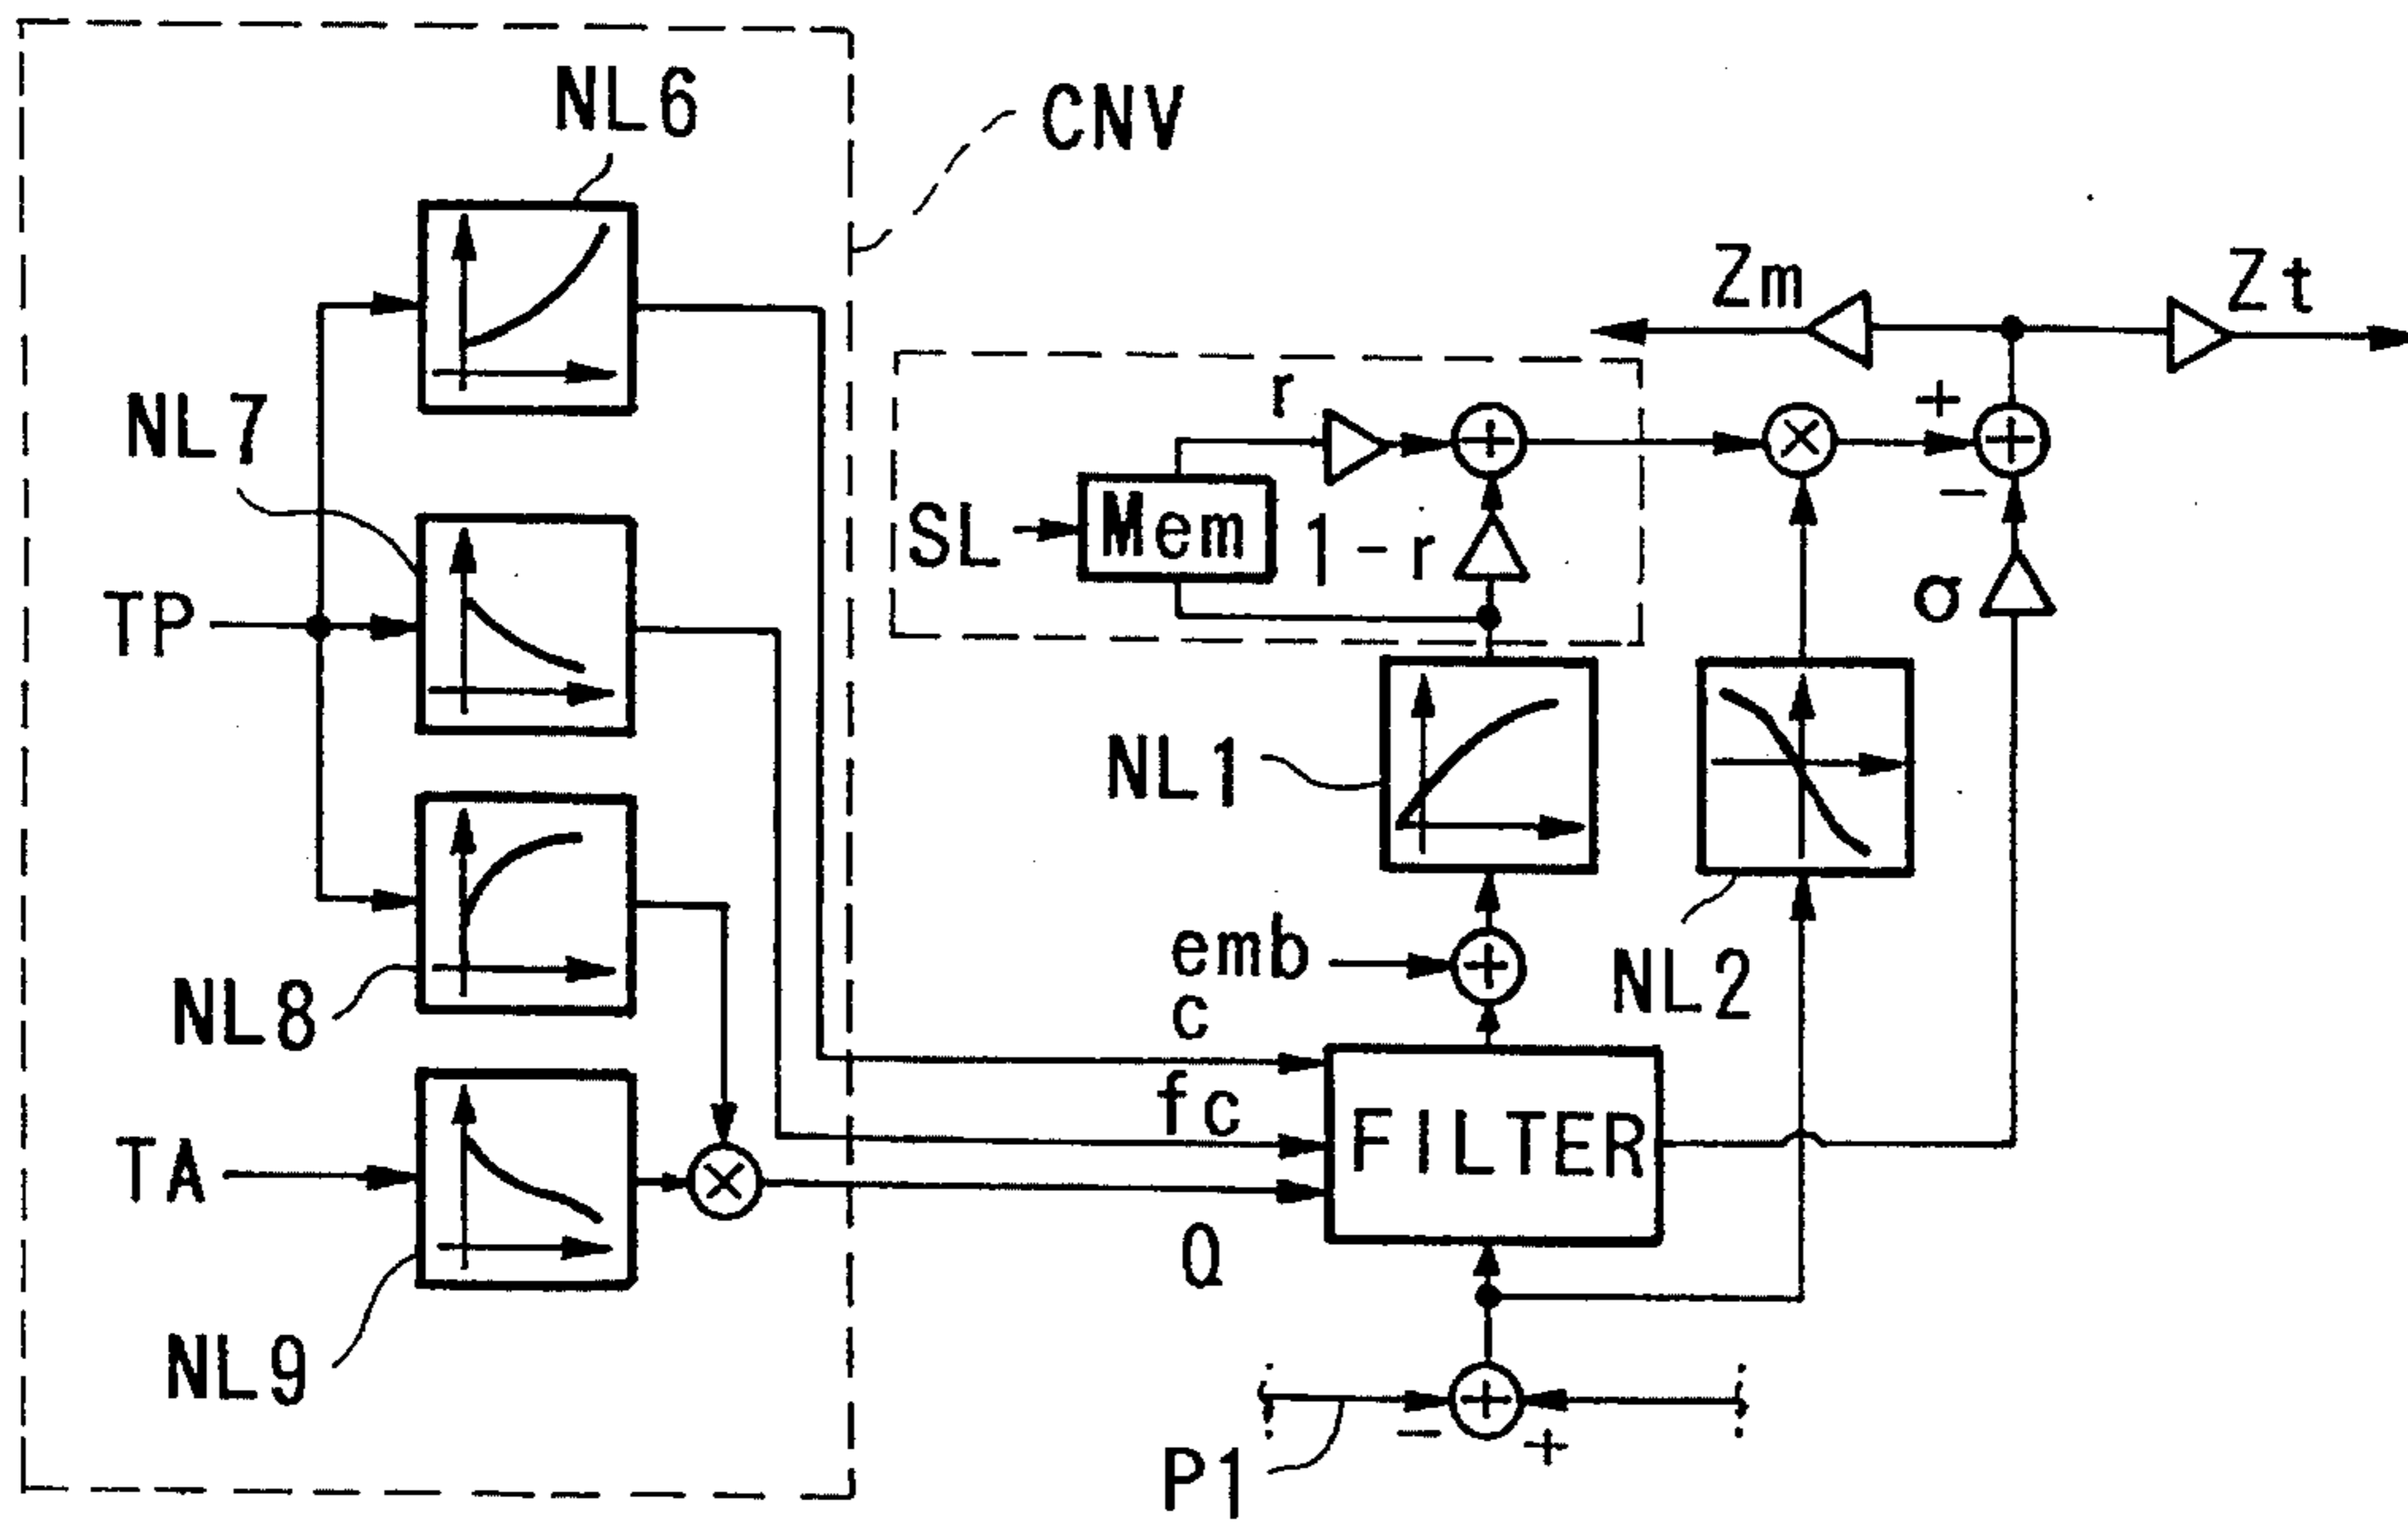 NL6
CNV
Zm
Zt
NL7
r
+
SL
Mem
1-r
−
TP
σ
NL1
emb
NL2
NL8
c
fc
FILTER
TA
Q
NL9
−
+
P1